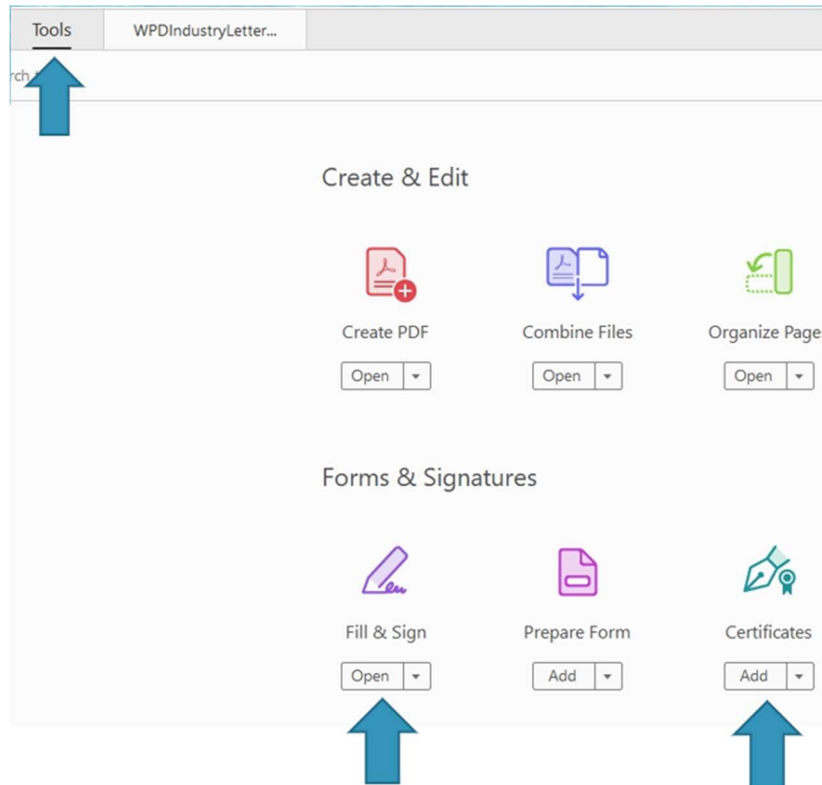 Tools WPDIndustryLetter...
Create & Edit
Create PDF Combine Files Organize Page
Open Open Open
Forms & Signatures
Fill & Sign Prepare Form Certificates
Open Add Add